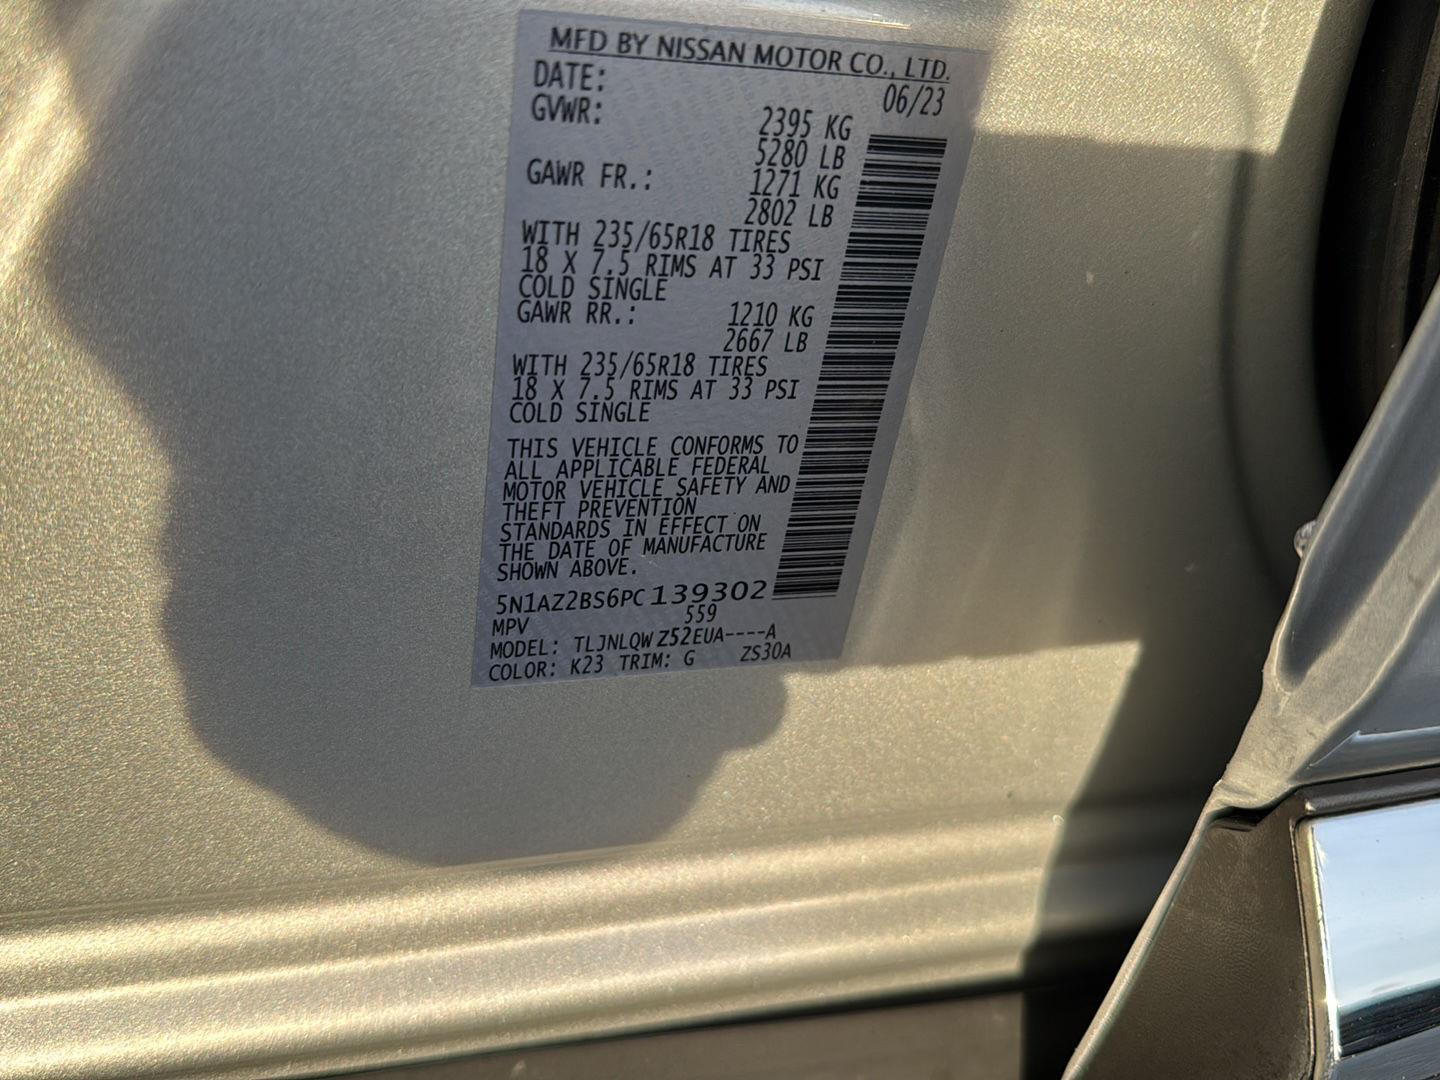 MFD BY NISSAN MOTOR CO., LTD.
DATE: 06/23
GVWR: 2395 KG
5280 LB
GAWR FR.: 1271 KG
2802 LB
WITH 235/65R18 TIRES
18 X 7.5 RIMS AT 33 PSI
COLD SINGLE
GAWR RR.: 1210 KG
2667 LB
WITH 235/65R18 TIRES
18 X 7.5 RIMS AT 33 PSI
COLD SINGLE
THIS VEHICLE CONFORMS TO
ALL APPLICABLE FEDERAL
MOTOR VEHICLE SAFETY AND
THEFT PREVENTION
STANDARDS IN EFFECT ON
THE DATE OF MANUFACTURE
SHOWN ABOVE.
5N1AZ2BS6PC139302
MPV 559
MODEL: TLJNLQWZ52EUA----A
COLOR: K23 TRIM: G ZS30A